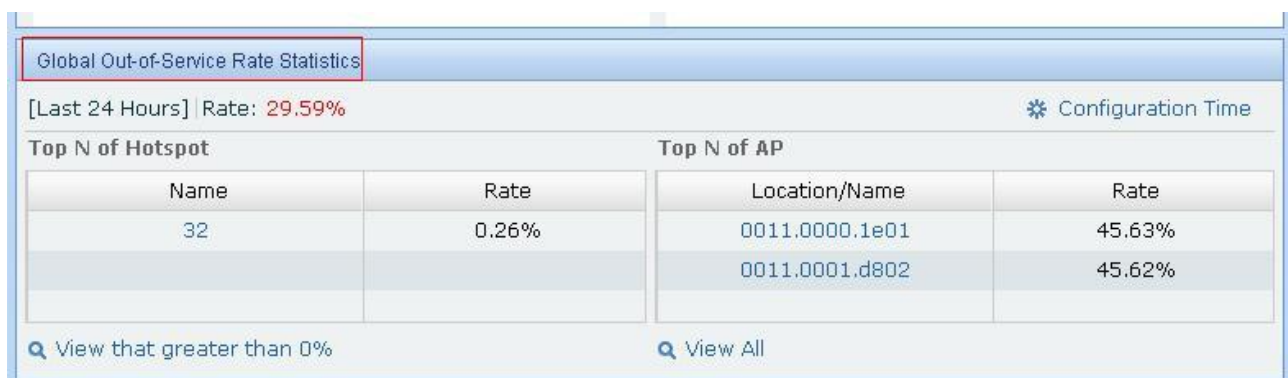 Global Out-of-Service Rate Statistics
[Last 24 Hours] Rate: 29.59% Configuration Time
Top N of Hotspot Top N of AP
Name Rate Location/Name Rate
32 0.26% 0011.0000.1e01 45.63%
0011.0001.d802 45.62%
View that greater than 0% View All